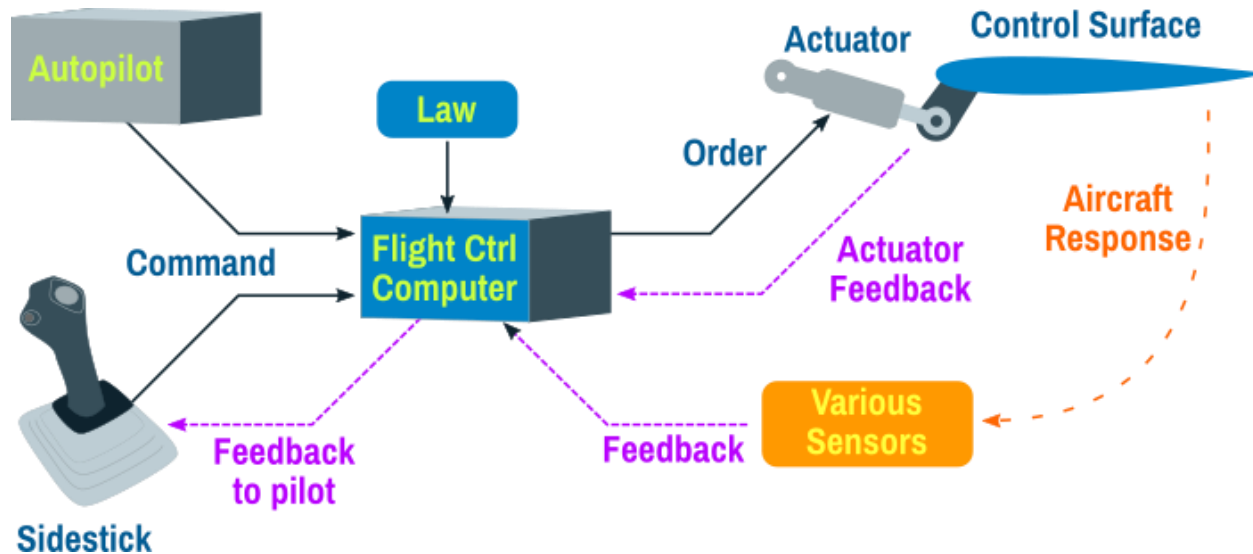 Autopilot
Actuator
Control Surface
Law
Order
Command
Flight Ctrl
Computer
Aircraft
Response
Actuator
Feedback
Various
Sensors
Feedback
to pilot
Feedback
Sidestick